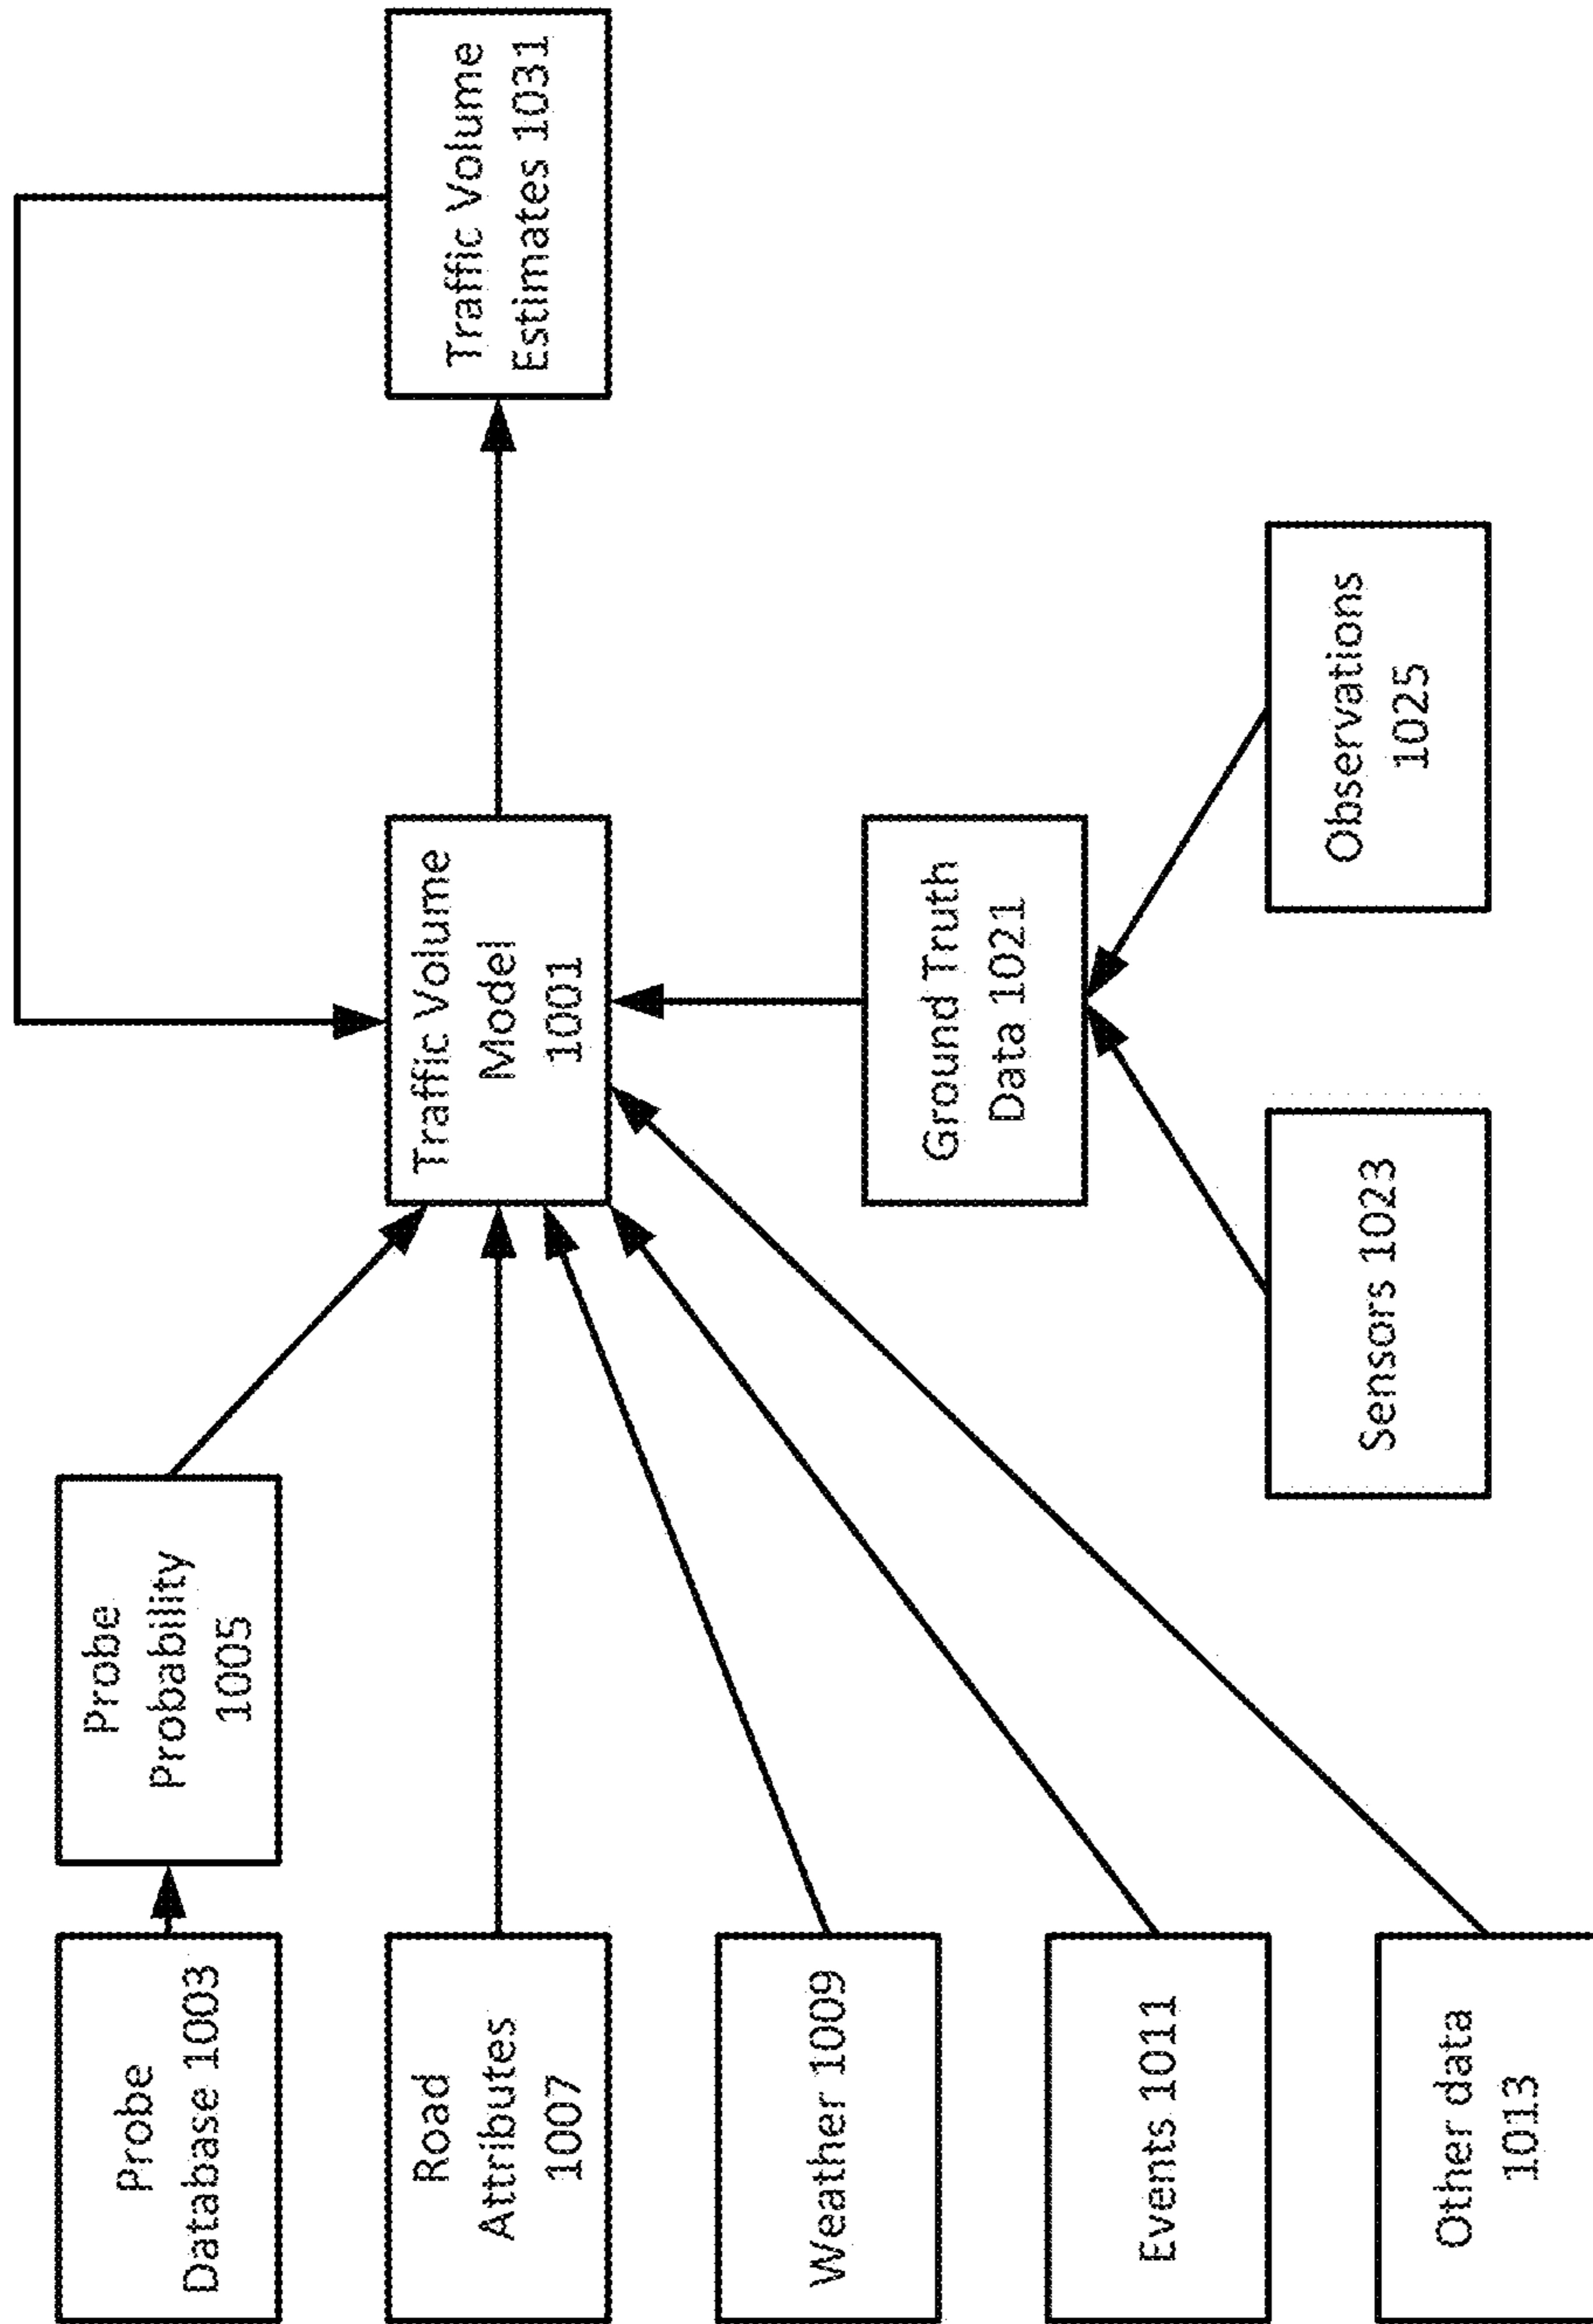 Probe
Database 1003
Probe
Probability
1005
Road
Attributes
1007
Weather 1009
Events 1011
Other data
1013
Traffic Volume
Model
1001
Traffic Volume
Estimates 1031
Ground Truth
Data 1021
Sensors 1023
Observations
1025